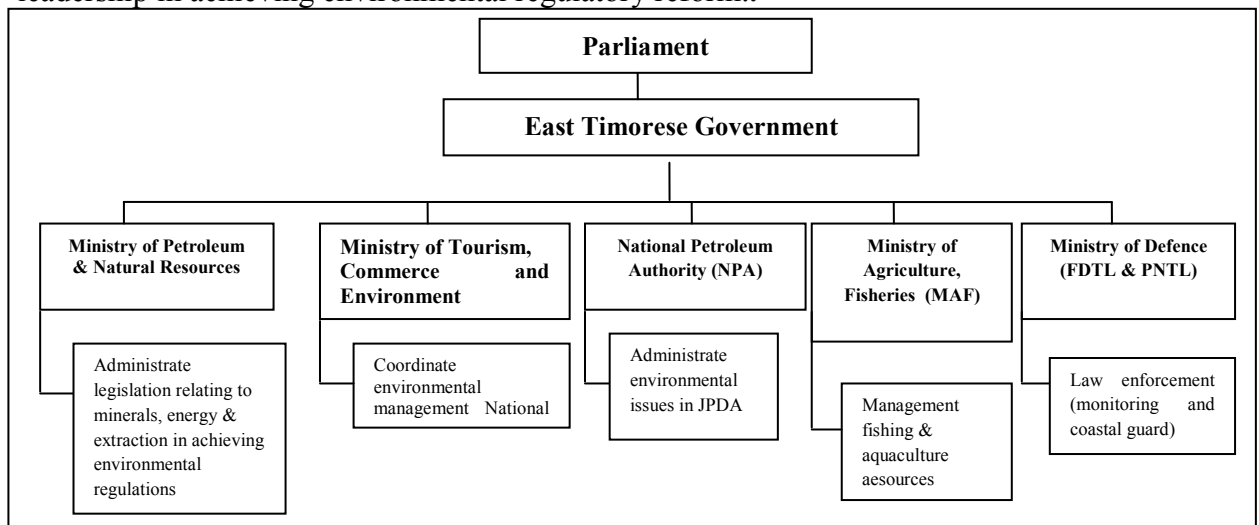 leadership in achieving environmental regulatory reform..
Parliament
East Timorese Government
Ministry of Petroleum
& Natural Resources
Ministry of Tourism,
Commerce and
Environment
National Petroleum
Authority (NPA)
Ministry of
Agriculture,
Fisheries (MAF)
Ministry of Defence
(FDTL & PNTL)
Administrate
legislation relating to
minerals, energy &
extraction in achieving
environmental
regulations
Coordinate
environmental
management National
Administrate
environmental
issues in JPDA
Management
fishing &
aquaculture
aesources
Law enforcement
(monitoring and
coastal guard)